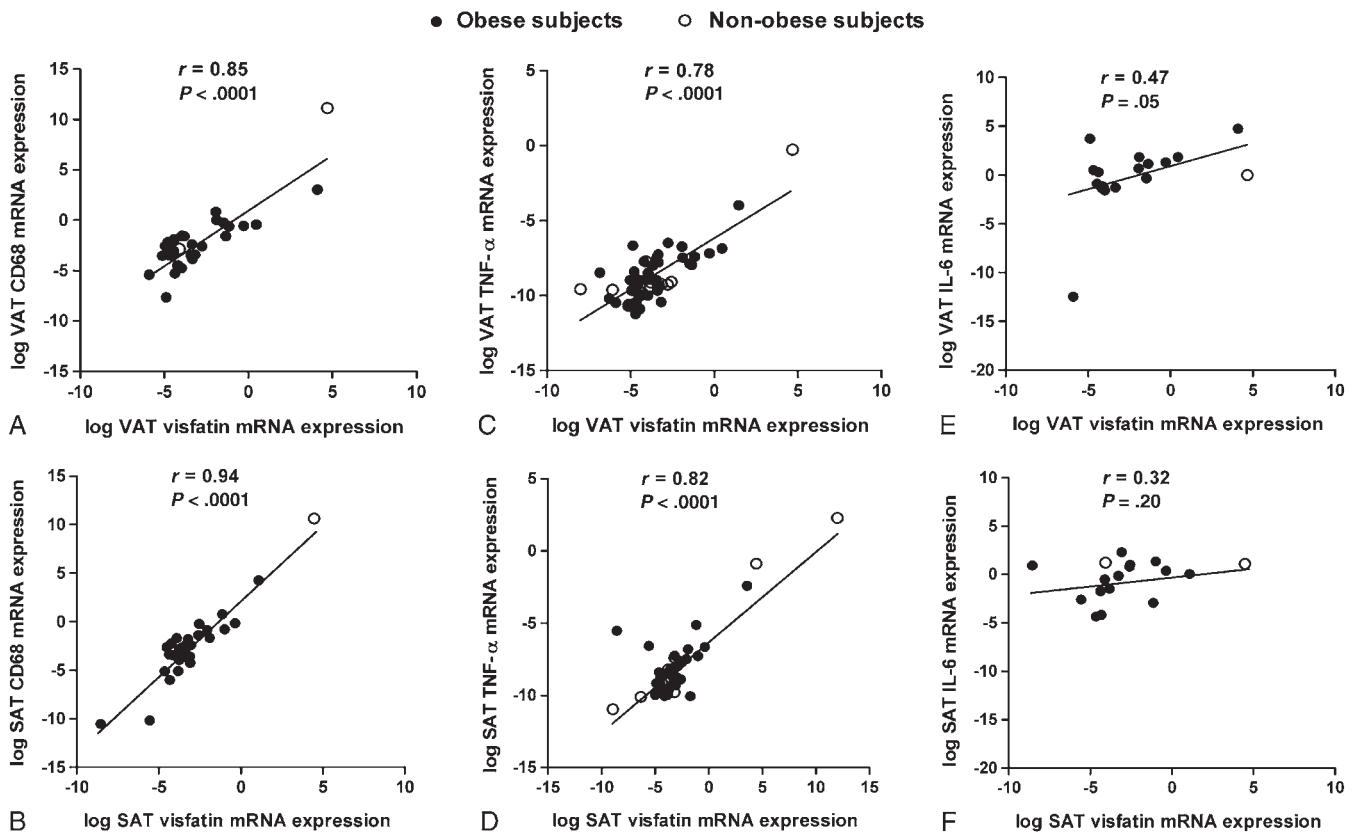 ● Obese subjects ○ Non-obese subjects
r = 0.85
P < .0001
log VAT CD68 mRNA expression
15
10
5
0
-5
-10
-15
-10 -5 0 5 10
A log VAT visfatin mRNA expression
r = 0.78
P < .0001
log VAT TNF-α mRNA expression
5
0
-5
-10
-15
-10 -5 0 5 10
C log VAT visfatin mRNA expression
r = 0.47
P = .05
log VAT IL-6 mRNA expression
10
5
0
-5
-10
-15
-20
-10 -5 0 5 10
E log VAT visfatin mRNA expression
r = 0.94
P < .0001
log SAT CD68 mRNA expression
15
10
5
0
-5
-10
-15
-10 -5 0 5 10
B log SAT visfatin mRNA expression
r = 0.82
P < .0001
log SAT TNF-α mRNA expression
5
0
-5
-10
-15
-15 -10 -5 0 5 10 15
D log SAT visfatin mRNA expression
r = 0.32
P = .20
log SAT IL-6 mRNA expression
10
5
0
-5
-10
-15
-20
-10 -5 0 5 10
F log SAT visfatin mRNA expression